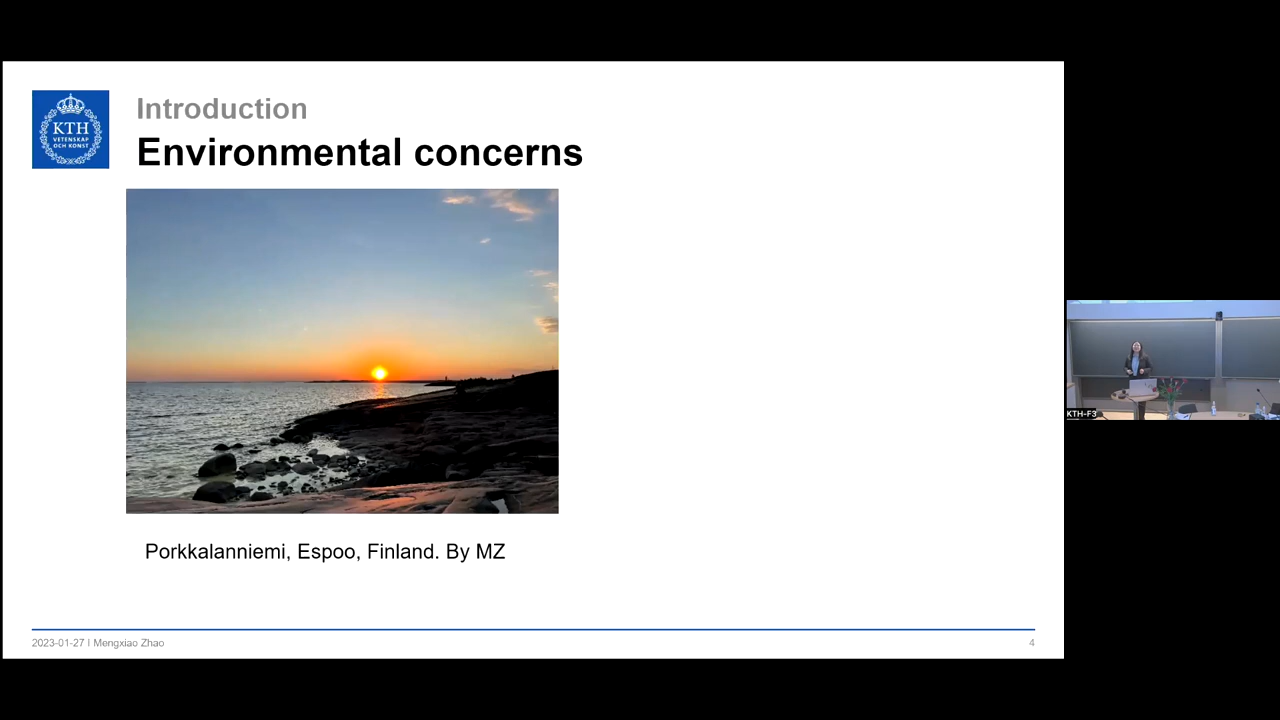 KTH
VETENSKAP
OCH KONST
Introduction
Environmental concerns
Porkkalanniemi, Espoo, Finland. By MZ
2023-01-27 I Mengxiao Zhao
4
KTH-F3